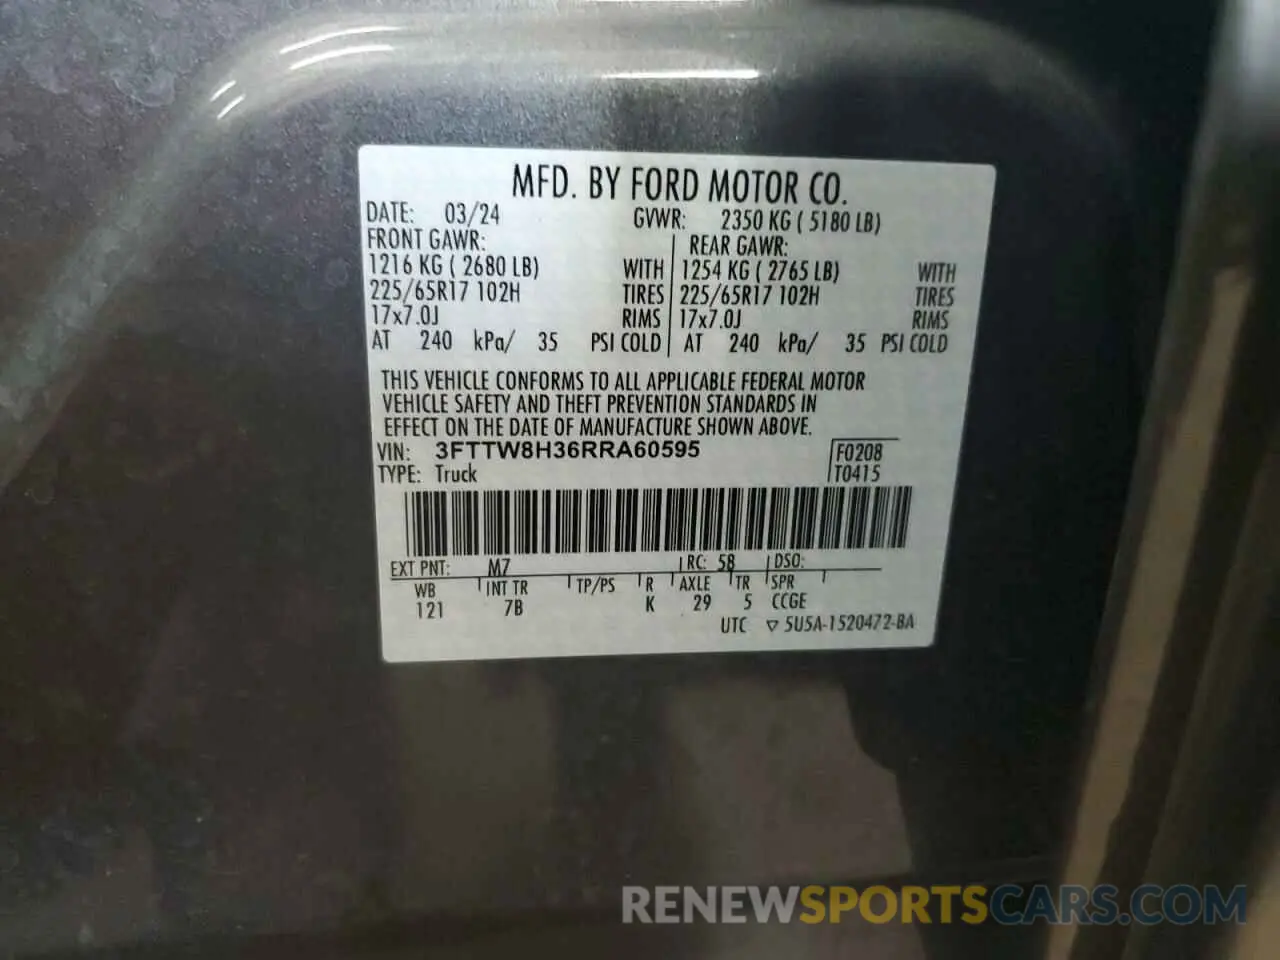 MFD. BY FORD MOTOR CO.
DATE: 03/24 GVWR: 2350 KG ( 5180 LB)
FRONT GAWR: REAR GAWR:
1216 KG ( 2680 LB) WITH 1254 KG ( 2765 LB) WITH
225/65R17 102H TIRES 225/65R17 102H TIRES
17x7.0J RIMS 17x7.0J RIMS
AT 240 kPa/ 35 PSI COLD AT 240 kPa/ 35 PSI COLD
THIS VEHICLE CONFORMS TO ALL APPLICABLE FEDERAL MOTOR
VEHICLE SAFETY AND THEFT PREVENTION STANDARDS IN
EFFECT ON THE DATE OF MANUFACTURE SHOWN ABOVE.
VIN: 3FTTW8H36RRA60595 F0208
TYPE: Truck T0415
EXT PNT: M7 RC: 58 DSO:
WB INT TR TP/PS R AXLE TR SPR
121 7B K 29 5 CCGE
UTC ▽ 5U5A-1520472-BA
RENEWSPORTSCARS.COM